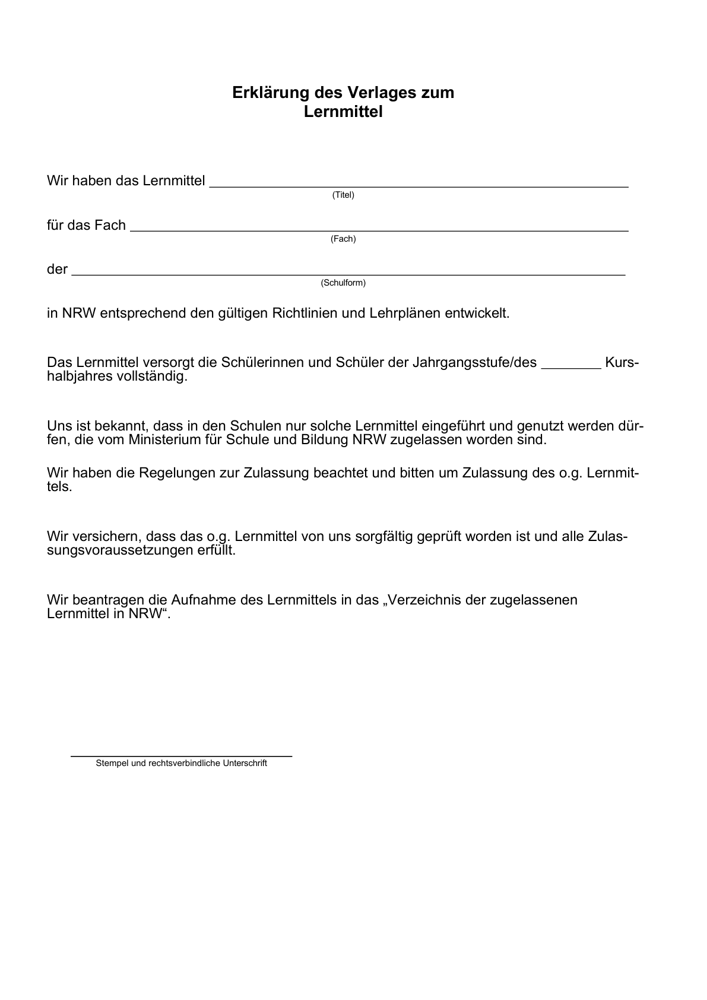 Erklärung des Verlages zum
Lernmittel
Wir haben das Lernmittel
(Titel)
für das Fach
(Fach)
der
(Schulform)
in NRW entsprechend den gültigen Richtlinien und Lehrplänen entwickelt.
Das Lernmittel versorgt die Schülerinnen und Schüler der Jahrgangsstufe/des ________ Kurs-
halbjahres vollständig.
Uns ist bekannt, dass in den Schulen nur solche Lernmittel eingeführt und genutzt werden dür-
fen, die vom Ministerium für Schule und Bildung NRW zugelassen worden sind.
Wir haben die Regelungen zur Zulassung beachtet und bitten um Zulassung des o.g. Lernmit-
tels.
Wir versichern, dass das o.g. Lernmittel von uns sorgfältig geprüft worden ist und alle Zulas-
sungsvoraussetzungen erfüllt.
Wir beantragen die Aufnahme des Lernmittels in das „Verzeichnis der zugelassenen
Lernmittel in NRW“.
Stempel und rechtsverbindliche Unterschrift